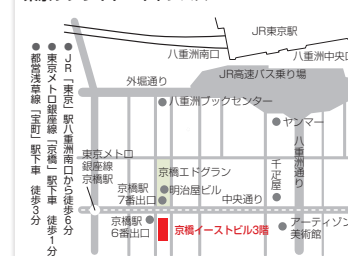 JR東京駅
八重洲南口
八重洲中央口
JR高速バス乗り場
外堀通り
八重洲ブックセンター
ヤンマー
八重洲通り
東京メトロ
銀座線
京橋駅
京橋エドグラン
千疋屋
明治屋ビル
京橋駅
7番出口
中央通り
京橋駅
6番出口
京橋イーストビル3階
アーティゾン
美術館
●JR「東京」駅八重洲南口から徒歩6分
●東京メトロ銀座線「京橋」駅下車 徒歩1分
●都営浅草線「宝町」駅下車 徒歩3分